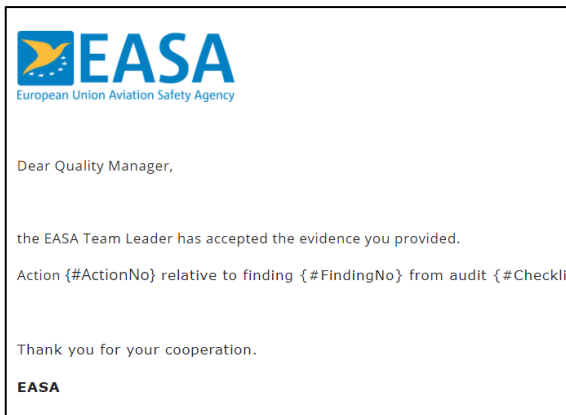 EASA
European Union Aviation Safety Agency
Dear Quality Manager,
the EASA Team Leader has accepted the evidence you provided.
Action {#ActionNo} relative to finding {#FindingNo} from audit {#Checkli
Thank you for your cooperation.
EASA